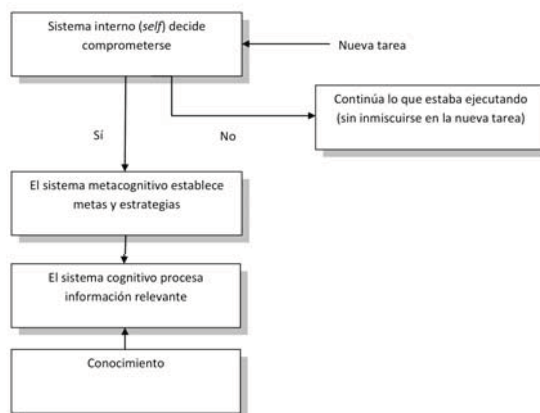 Sistema interno (self) decide
comprometerse
Nueva tarea
Continúa lo que estaba ejecutando
(sin inmiscuirse en la nueva tarea)
Sí
No
El sistema metacognitivo establece
metas y estrategias
El sistema cognitivo procesa
información relevante
Conocimiento